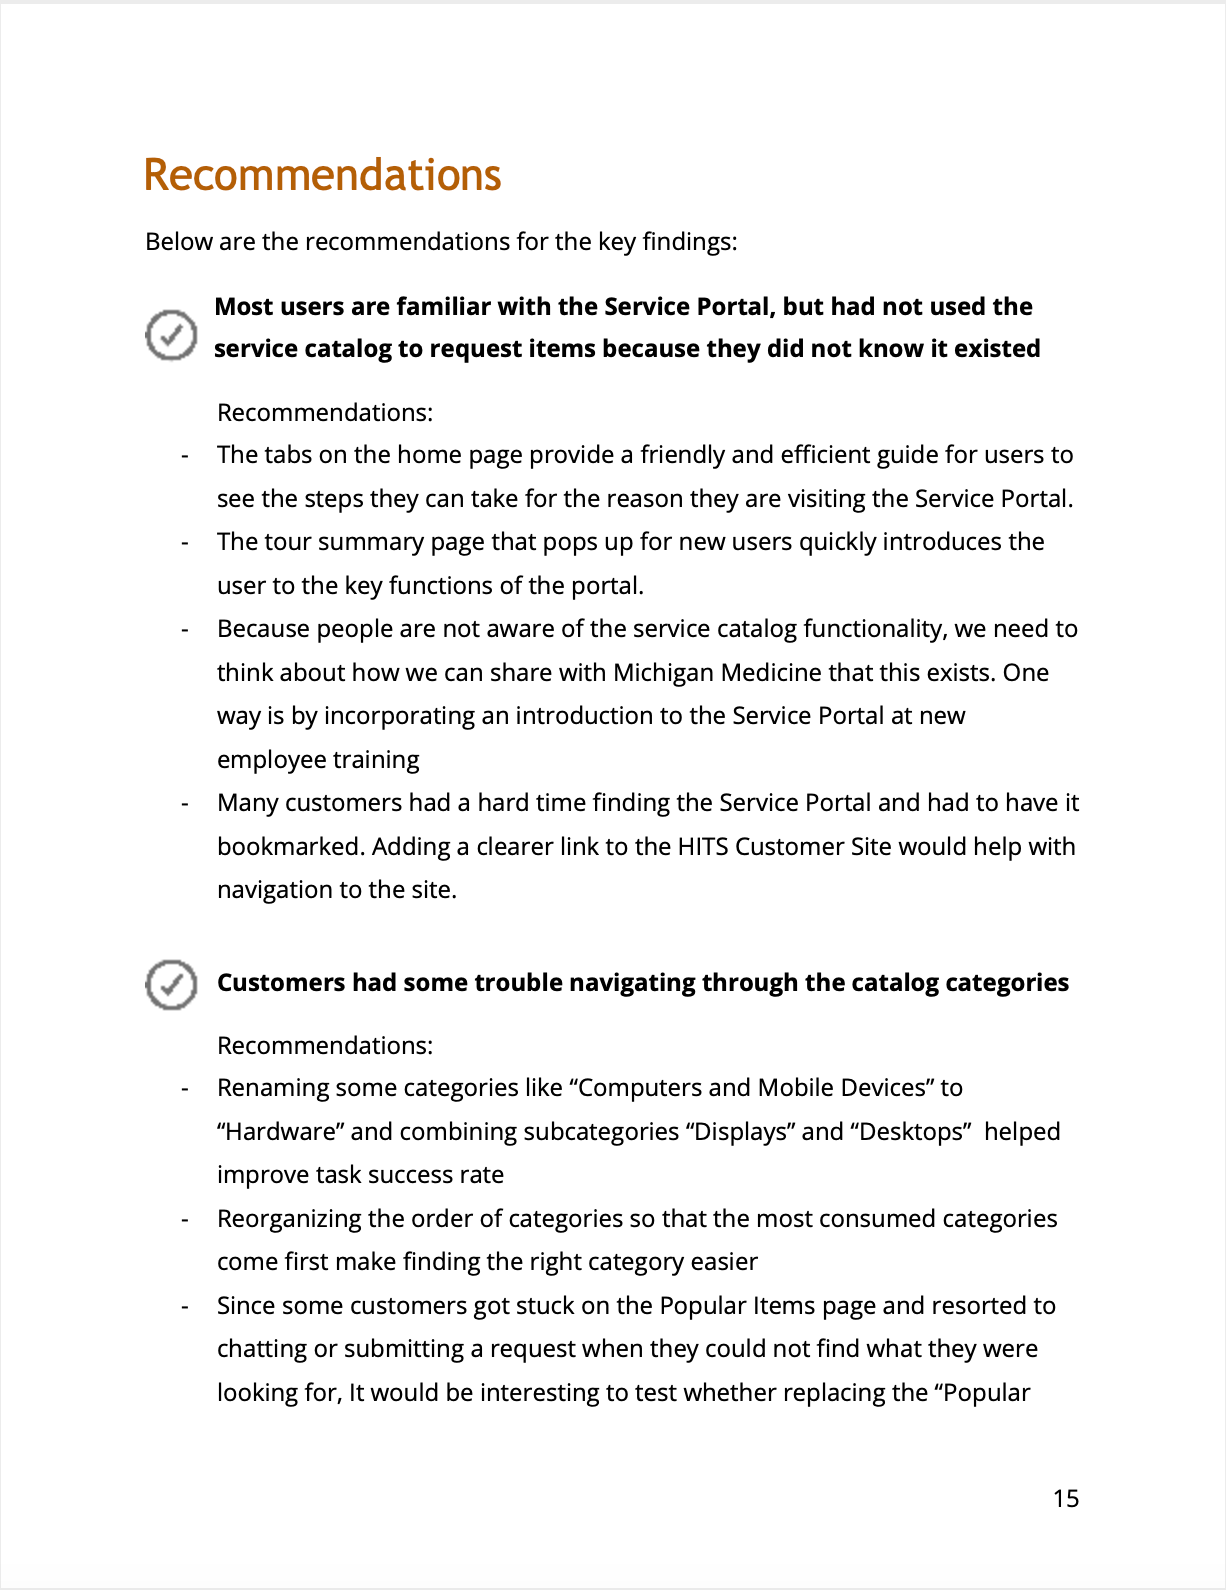 Recommendations
Below are the recommendations for the key findings:
Most users are familiar with the Service Portal, but had not used the
service catalog to request items because they did not know it existed
Recommendations:
- The tabs on the home page provide a friendly and efficient guide for users to
see the steps they can take for the reason they are visiting the Service Portal.
- The tour summary page that pops up for new users quickly introduces the
user to the key functions of the portal.
- Because people are not aware of the service catalog functionality, we need to
think about how we can share with Michigan Medicine that this exists. One
way is by incorporating an introduction to the Service Portal at new
employee training
- Many customers had a hard time finding the Service Portal and had to have it
bookmarked. Adding a clearer link to the HITS Customer Site would help with
navigation to the site.
Customers had some trouble navigating through the catalog categories
Recommendations:
- Renaming some categories like “Computers and Mobile Devices” to
“Hardware” and combining subcategories “Displays” and “Desktops”  helped
improve task success rate
- Reorganizing the order of categories so that the most consumed categories
come first make finding the right category easier
- Since some customers got stuck on the Popular Items page and resorted to
chatting or submitting a request when they could not find what they were
looking for, It would be interesting to test whether replacing the “Popular
15